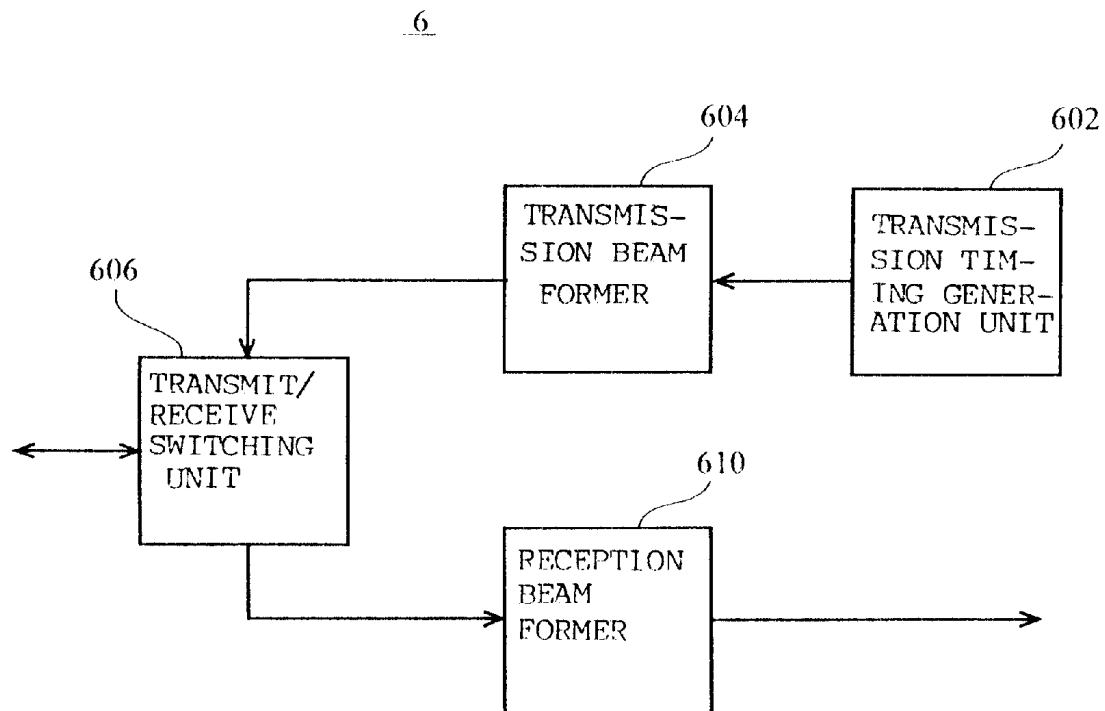 6
604
602
TRANSMIS-
SION BEAM
FORMER
TRANSMIS-
SION TIM-
ING GENER-
ATION UNIT
606
TRANSMIT/
RECEIVE
SWITCHING
UNIT
610
RECEPTION
BEAM
FORMER